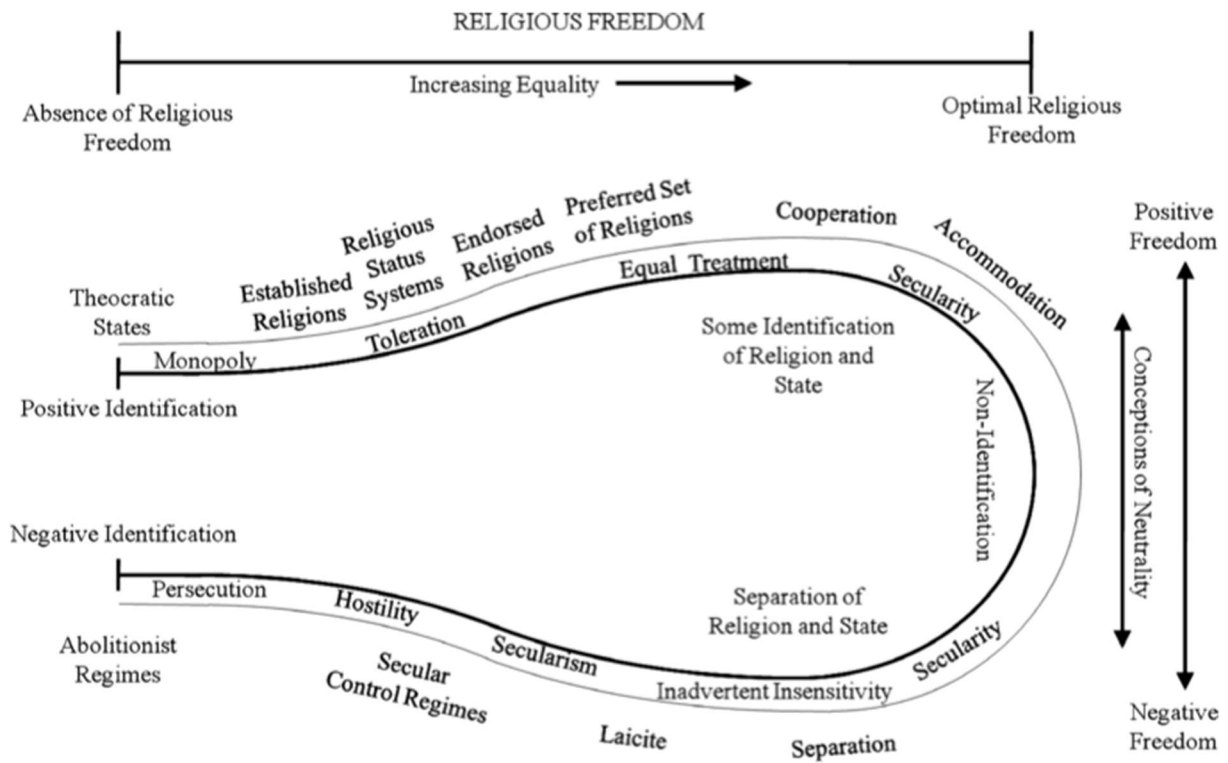 RELIGIOUS FREEDOM
Increasing Equality
Absence of Religious
Freedom
Optimal Religious
Freedom
Theocratic
States
Established
Religions
Religious
Status
Systems
Endorsed
Religions
Preferred Set
of Religions
Cooperation
Accommodation
Positive
Freedom
Monopoly
Toleration
Equal Treatment
Secularity
Positive Identification
Some Identification
of Religion and
State
Non-Identification
Conceptions of Neutrality
Negative Identification
Separation of
Religion and State
Persecution
Hostility
Secularism
Inadvertent Insensitivity
Secularity
Abolitionist
Regimes
Secular
Control Regimes
Laicite
Separation
Negative
Freedom